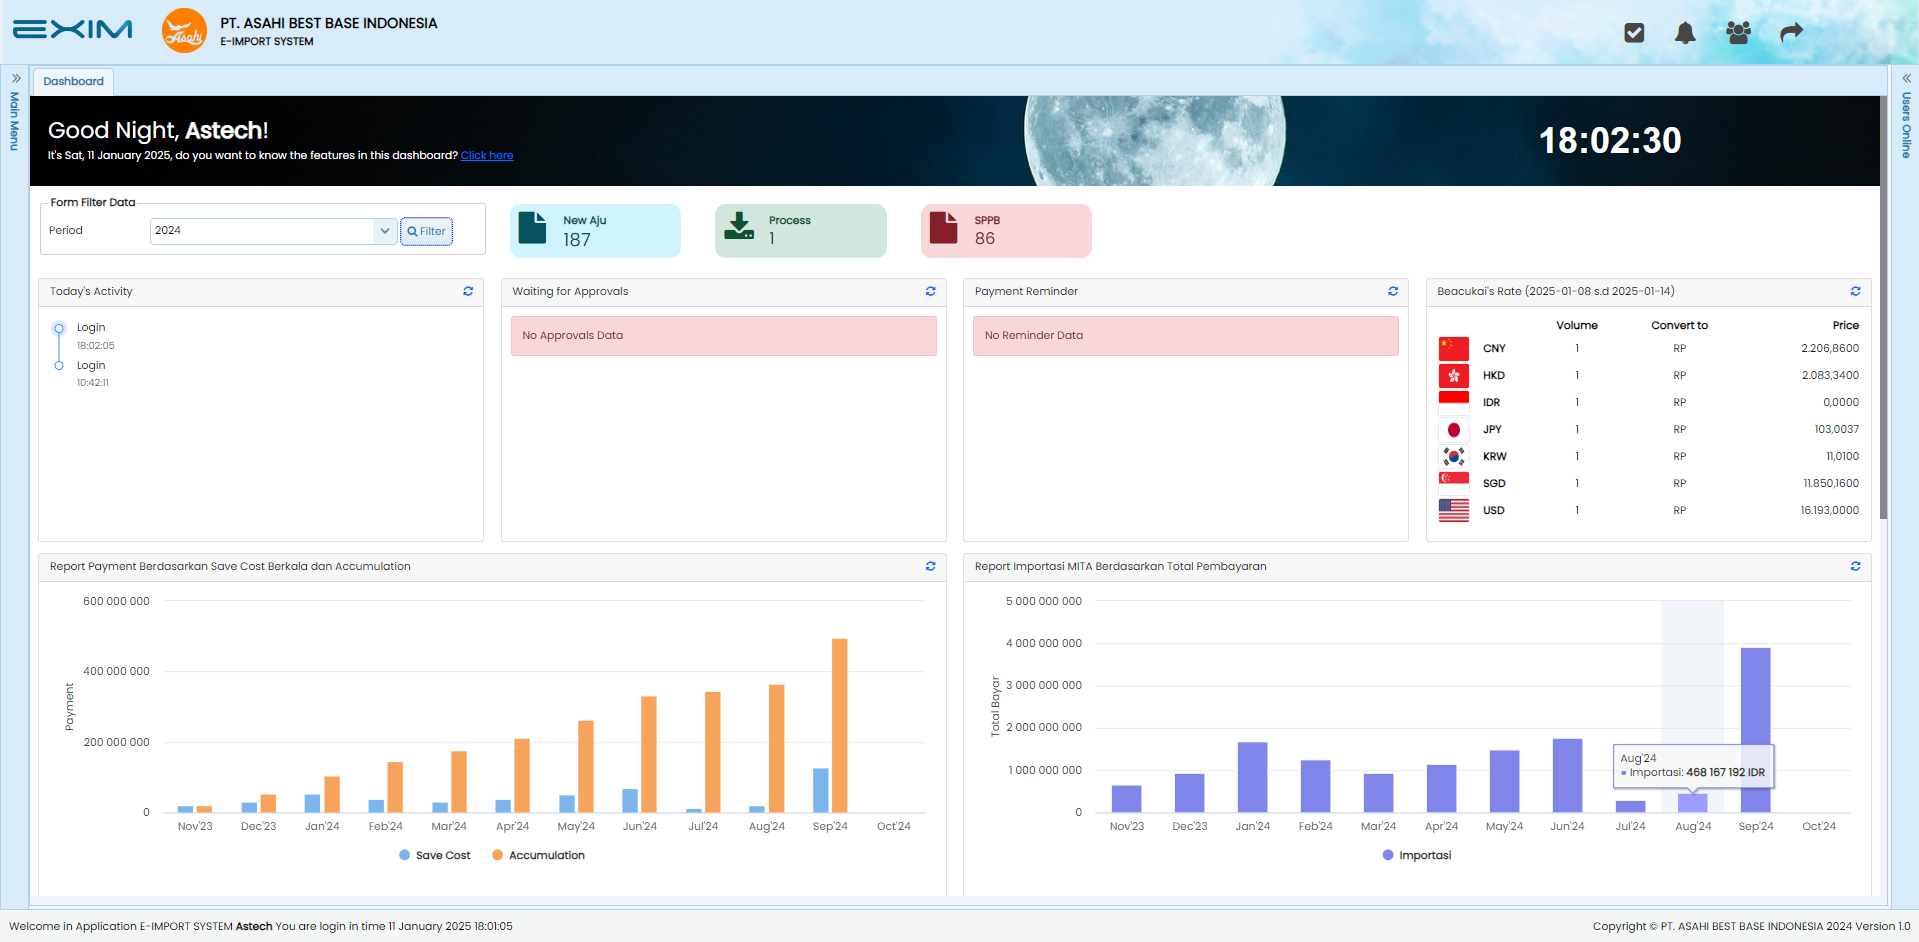 EXIM
Asahi
PT. ASAHI BEST BASE INDONESIA
E-IMPORT SYSTEM
Main Menu
Dashboard
Users Online
Good Night, Astech!
It's Sat, 11 January 2025, do you want to know the features in this dashboard? Click here
18:02:30
Form Filter Data
Period
2024
Filter
New Aju
187
Process
1
SPPB
86
Today's Activity
Login
18:02:05
Login
10:42:11
Waiting for Approvals
No Approvals Data
Payment Reminder
No Reminder Data
Beacukai's Rate (2025-01-08 s.d 2025-01-14)
Volume Convert to Price
CNY 1 RP 2.206,8600
HKD 1 RP 2.083,3400
IDR 1 RP 0,0000
JPY 1 RP 103,0037
KRW 1 RP 11,0100
SGD 1 RP 11.850,1600
USD 1 RP 16.193,0000
Report Payment Berdasarkan Save Cost Berkala dan Accumulation
Payment
600 000 000
400 000 000
200 000 000
0
Nov'23 Dec'23 Jan'24 Feb'24 Mar'24 Apr'24 May'24 Jun'24 Jul'24 Aug'24 Sep'24 Oct'24
Save Cost Accumulation
Report Importasi MITA Berdasarkan Total Pembayaran
Total Bayar
5 000 000 000
4 000 000 000
3 000 000 000
2 000 000 000
1 000 000 000
0
Aug'24
Importasi: 468 167 192 IDR
Nov'23 Dec'23 Jan'24 Feb'24 Mar'24 Apr'24 May'24 Jun'24 Jul'24 Aug'24 Sep'24 Oct'24
Importasi
Welcome in Application E-IMPORT SYSTEM Astech You are login in time 11 January 2025 18:01:05
Copyright © PT. ASAHI BEST BASE INDONESIA 2024 Version 1.0